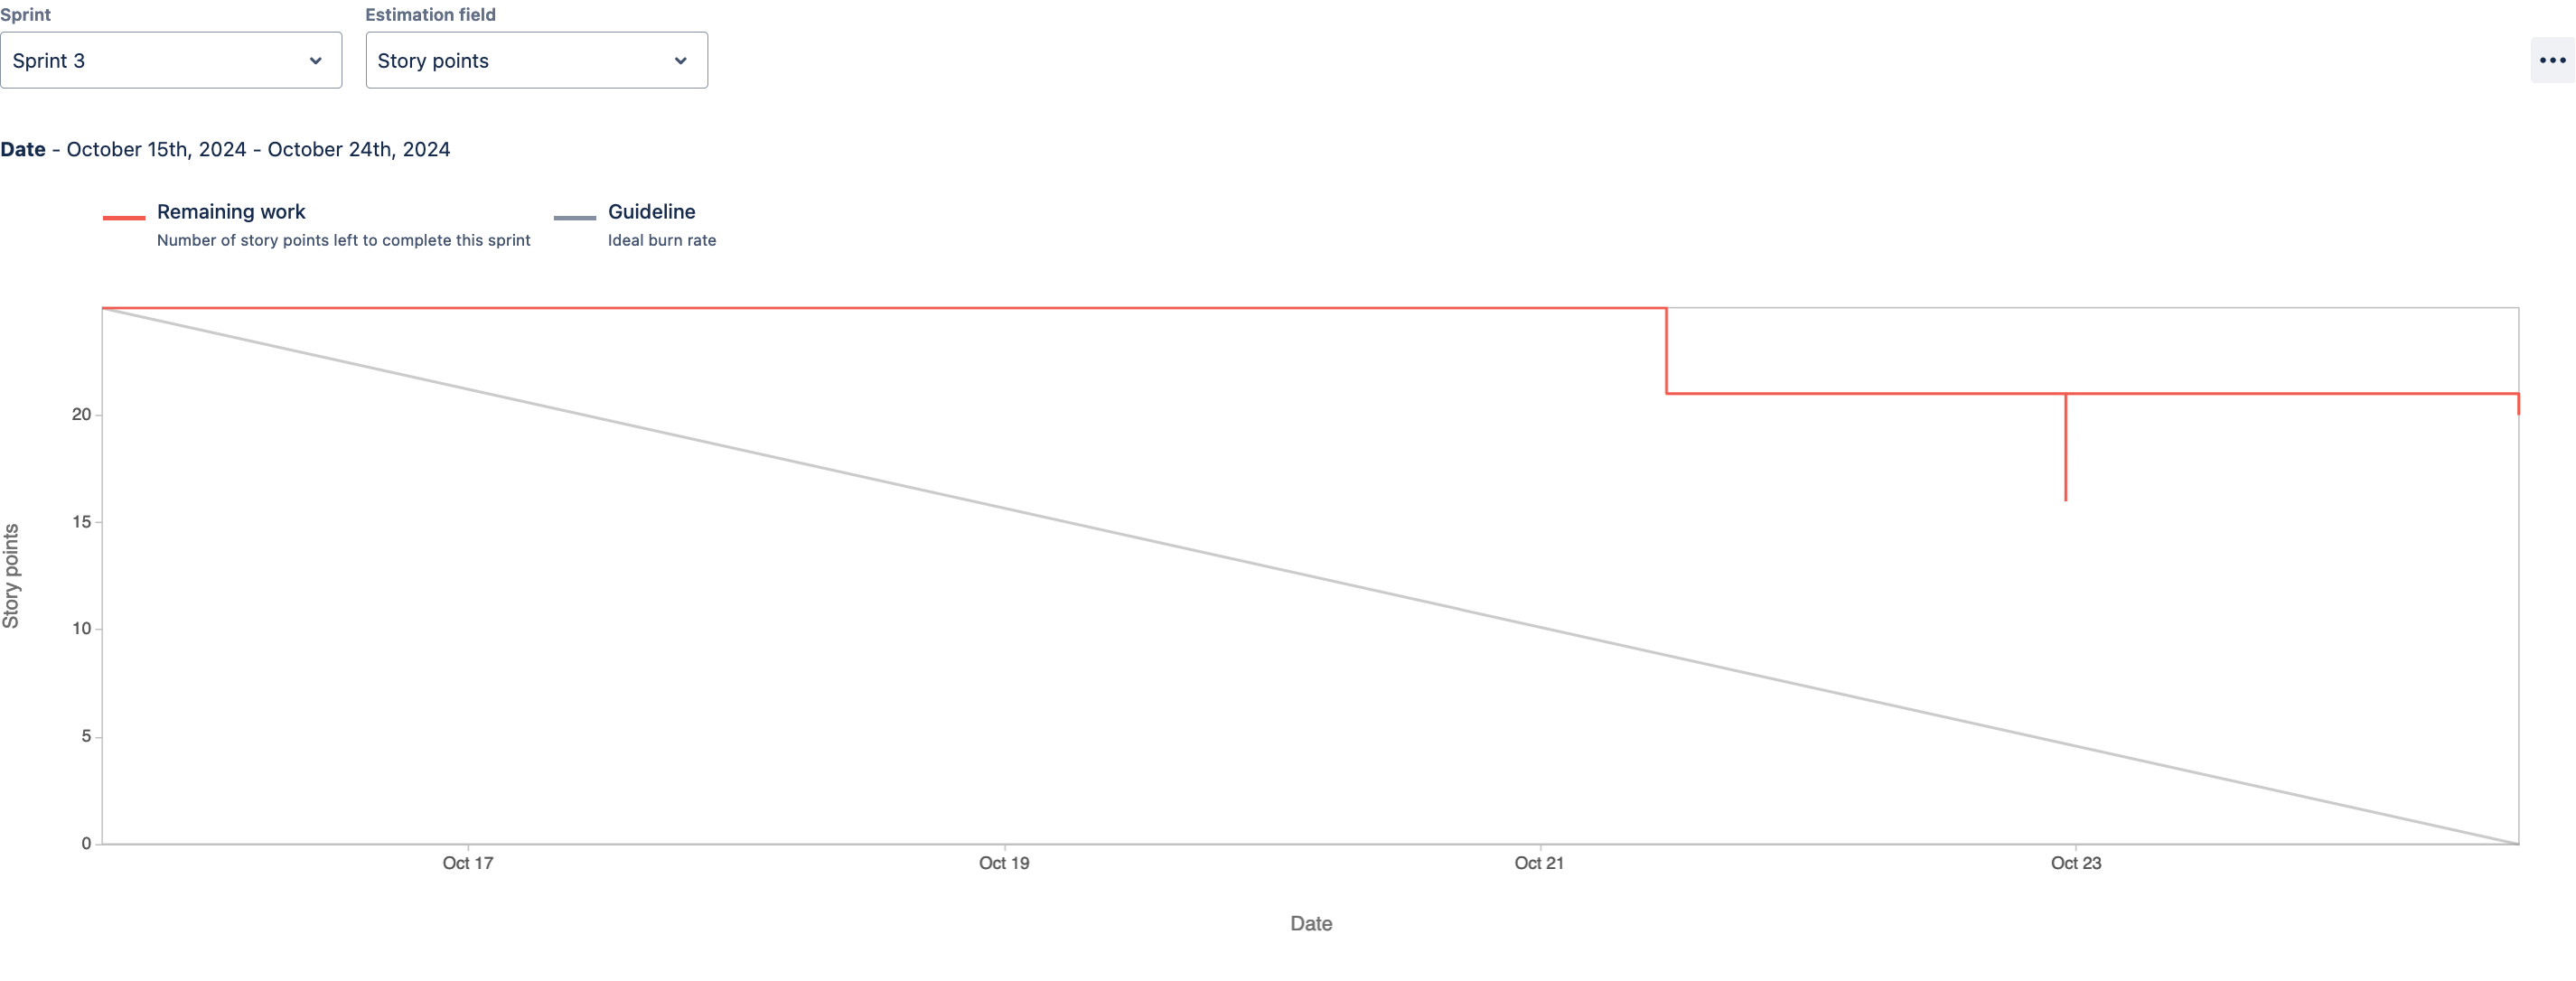 Sprint
Estimation field
Sprint 3
Story points
Date - October 15th, 2024 - October 24th, 2024
Remaining work
Number of story points left to complete this sprint
Guideline
Ideal burn rate
20
15
10
5
0
Story points
Oct 17
Oct 19
Oct 21
Oct 23
Date